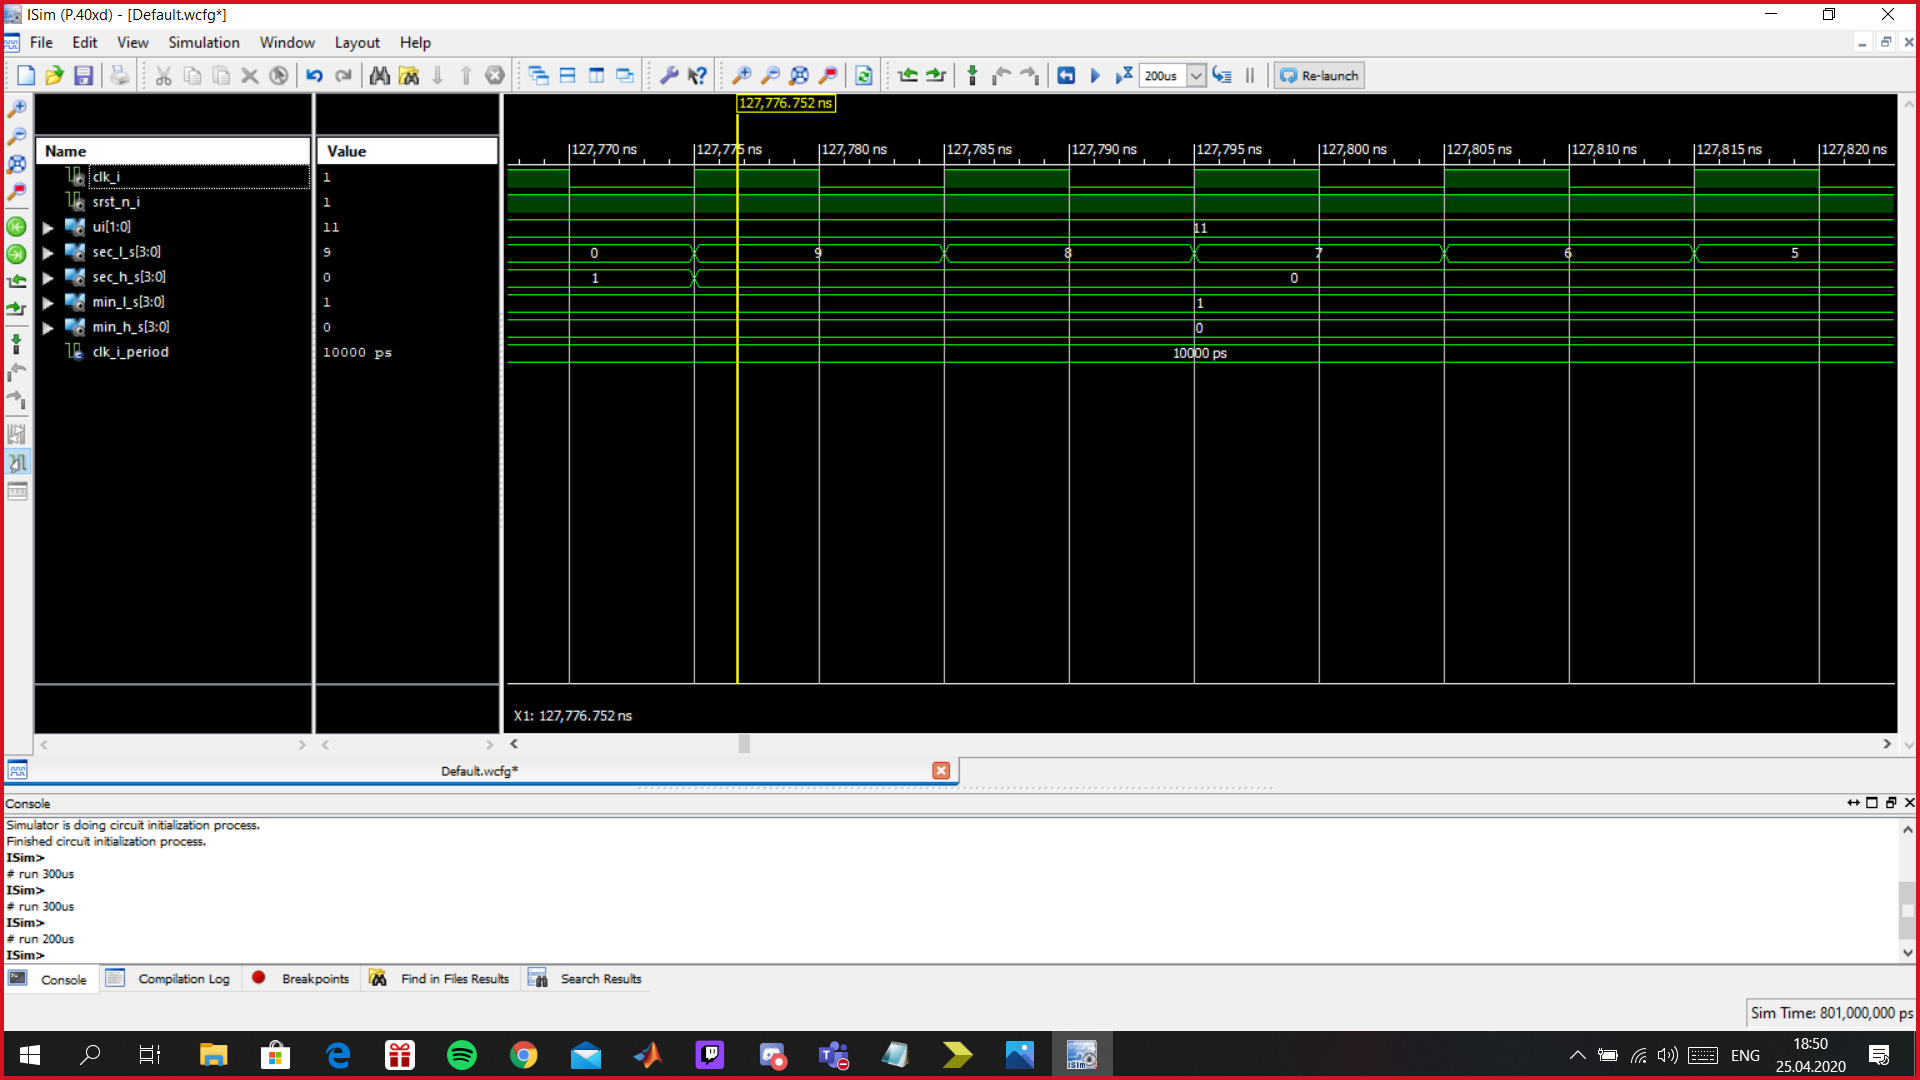 ISim (P.40xd) - [Default.wcfg*]
File Edit View Simulation Window Layout Help
200us Re-launch
127,776.752 ns
127,770 ns 127,775 ns 127,780 ns 127,785 ns 127,790 ns 127,795 ns 127,800 ns 127,805 ns 127,810 ns 127,815 ns 127,820 ns
Name Value
clk_i 1
srst_n_i 1
ui[1:0] 11 11
sec_l_s[3:0] 9 0 9 8 7 6 5
sec_h_s[3:0] 0 1 0
min_l_s[3:0] 1 1
min_h_s[3:0] 0 0
clk_i_period 10000 ps 10000 ps
X1: 127,776.752 ns
Default.wcfg*
Console
Simulator is doing circuit initialization process.
Finished circuit initialization process.
ISim>
# run 300us
ISim>
# run 300us
ISim>
# run 200us
ISim>
Console Compilation Log Breakpoints Find in Files Results Search Results
Sim Time: 801,000,000 ps
ISim
ENG
18:50
25.04.2020